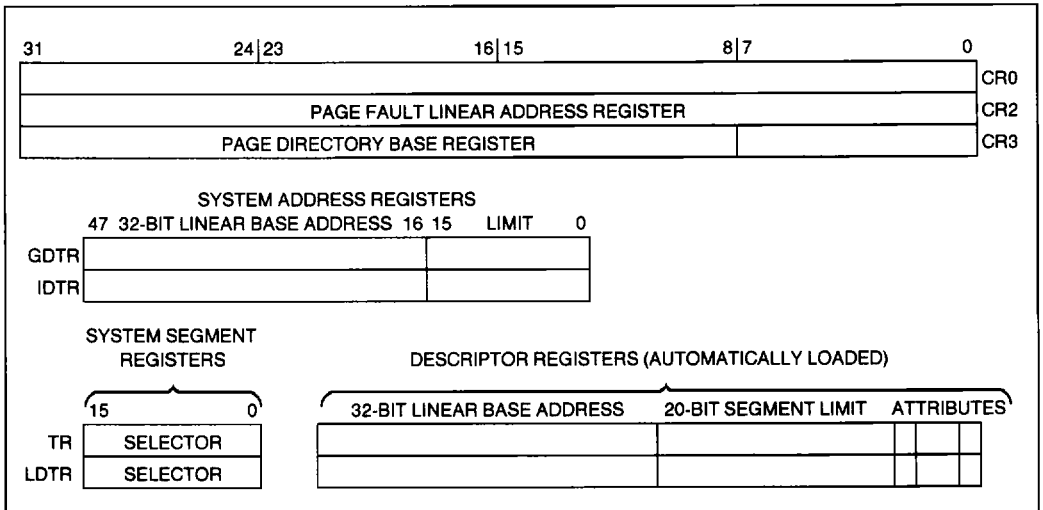 31 24 23 16 15 8 7 0
CR0
PAGE FAULT LINEAR ADDRESS REGISTER CR2
PAGE DIRECTORY BASE REGISTER CR3
SYSTEM ADDRESS REGISTERS
47 32-BIT LINEAR BASE ADDRESS 16 15 LIMIT 0
GDTR
IDTR
SYSTEM SEGMENT
REGISTERS
DESCRIPTOR REGISTERS (AUTOMATICALLY LOADED)
15 0 32-BIT LINEAR BASE ADDRESS 20-BIT SEGMENT LIMIT ATTRIBUTES
TR SELECTOR
LDTR SELECTOR